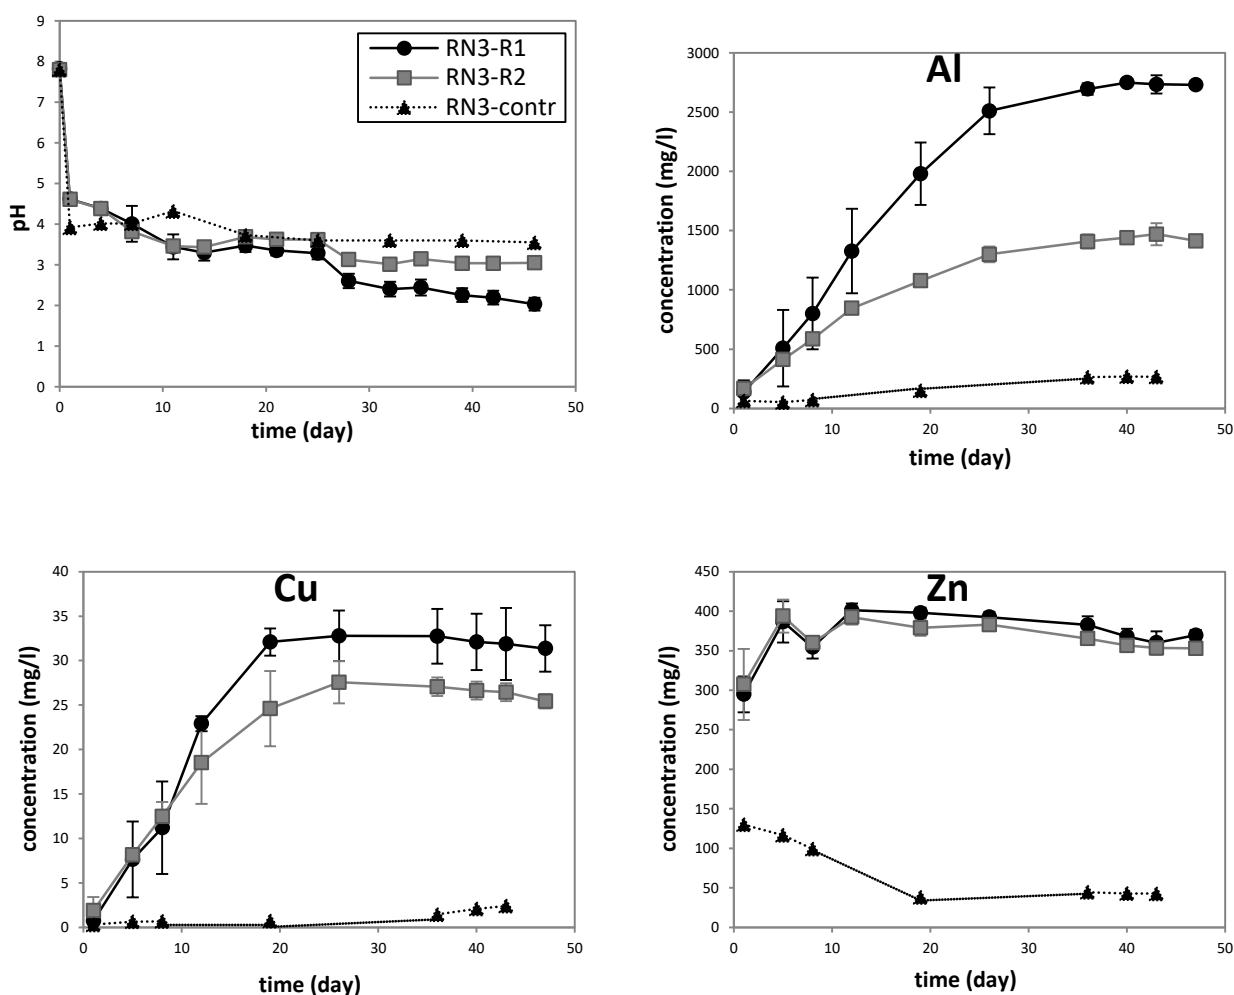 9
8
7
6
5
4
3
2
1
0
pH
0 10 20 30 40 50
time (day)
RN3-R1
RN3-R2
RN3-contr
Al
3000
2500
2000
1500
1000
500
0
concentration (mg/l)
0 10 20 30 40 50
time (day)
Cu
40
35
30
25
20
15
10
5
0
concentration (mg/l)
0 10 20 30 40 50
time (day)
Zn
450
400
350
300
250
200
150
100
50
0
concentration (mg/l)
0 10 20 30 40 50
time (day)